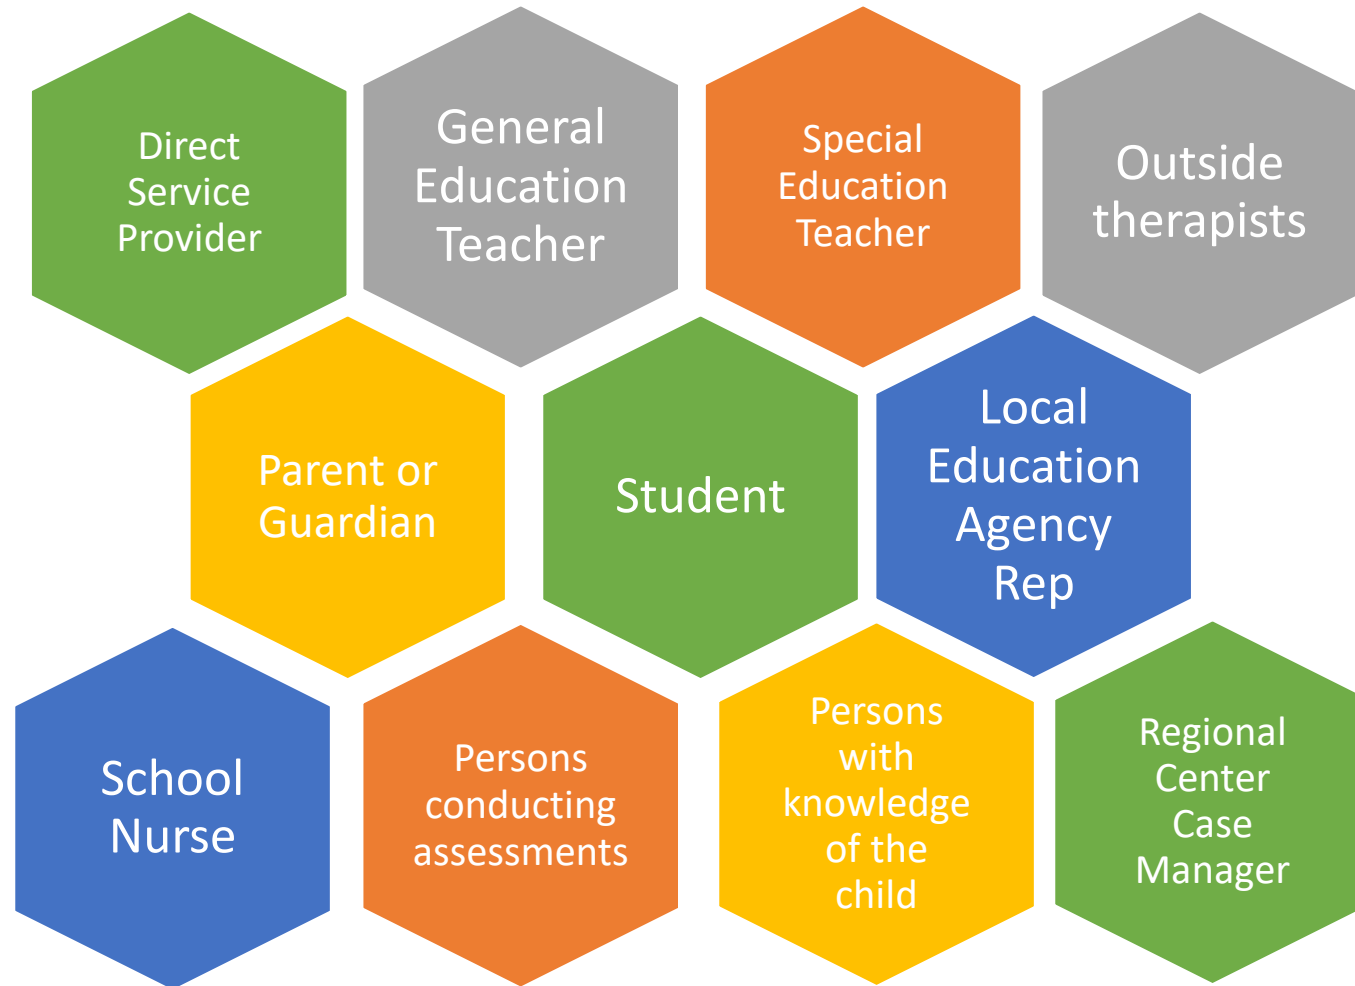 Direct
Service
Provider
General
Education
Teacher
Special
Education
Teacher
Outside
therapists
Parent or
Guardian
Student
Local
Education
Agency
Rep
School
Nurse
Persons
conducting
assessments
Persons
with
knowledge
of the
child
Regional
Center
Case
Manager